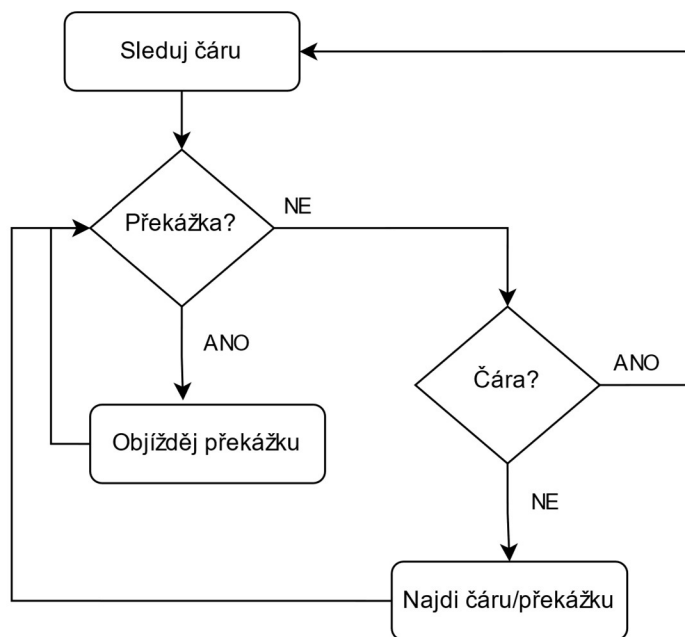 Sleduj čáru
NE
Překážka?
ANO
Čára?
ANO
Objížděj překážku
NE
Najdi čáru/překážku